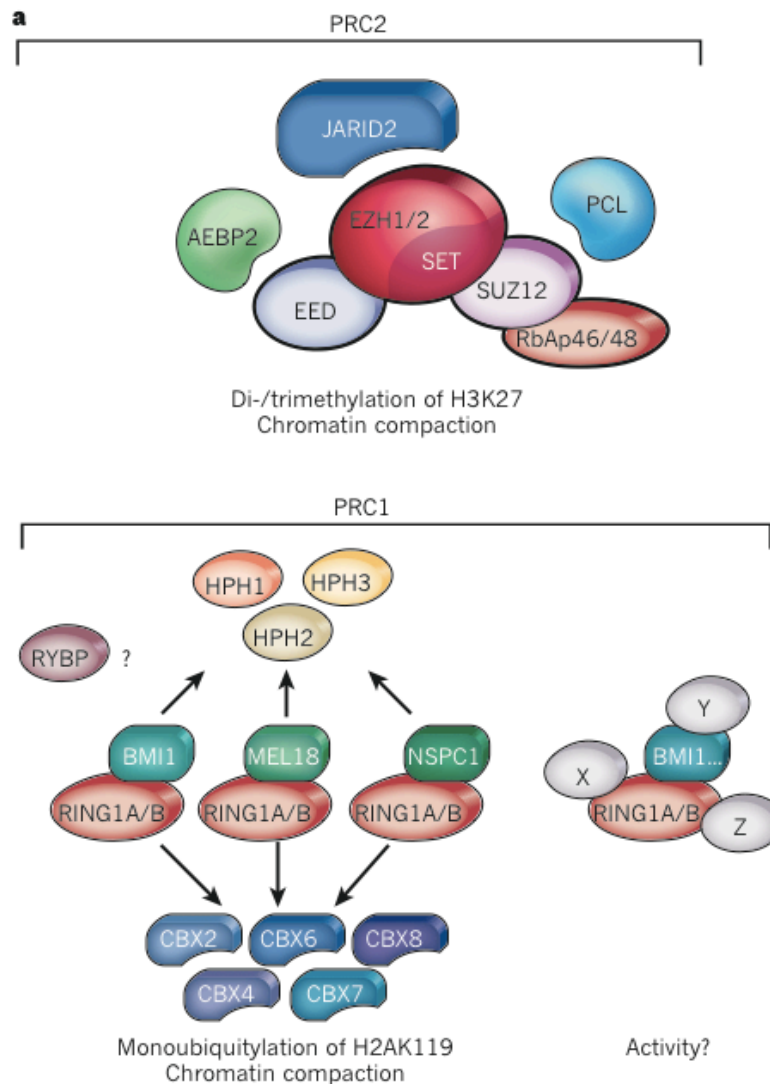 a
PRC2
JARID2
AEBP2
EZH1/2
PCL
SET
EED
SUZ12
RbAp46/48
Di-/trimethylation of H3K27
Chromatin compaction
PRC1
HPH1
HPH3
HPH2
RYBP ?
BMI1
MEL18
NSPC1
RING1A/B
RING1A/B
RING1A/B
Y
BMI1...
X
RING1A/B
Z
CBX2
CBX6
CBX8
CBX4
CBX7
Monoubiquitylation of H2AK119
Chromatin compaction
Activity?